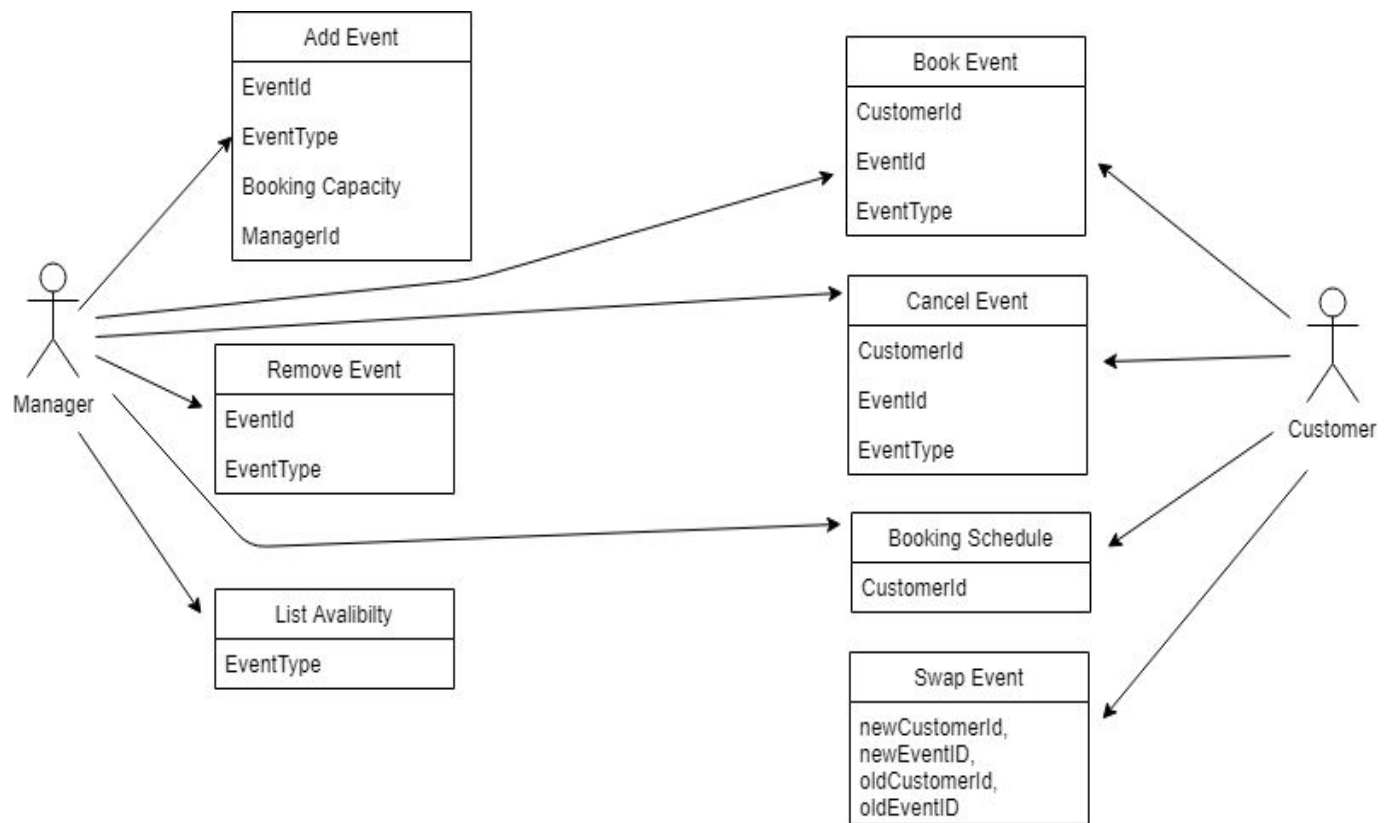 Add Event
EventId
EventType
Booking Capacity
ManagerId
Manager
Remove Event
EventId
EventType
List Avalibilty
EventType
Book Event
CustomerId
EventId
EventType
Cancel Event
CustomerId
EventId
EventType
Booking Schedule
CustomerId
Swap Event
newCustomerId,
newEventID,
oldCustomerId,
oldEventID
Customer